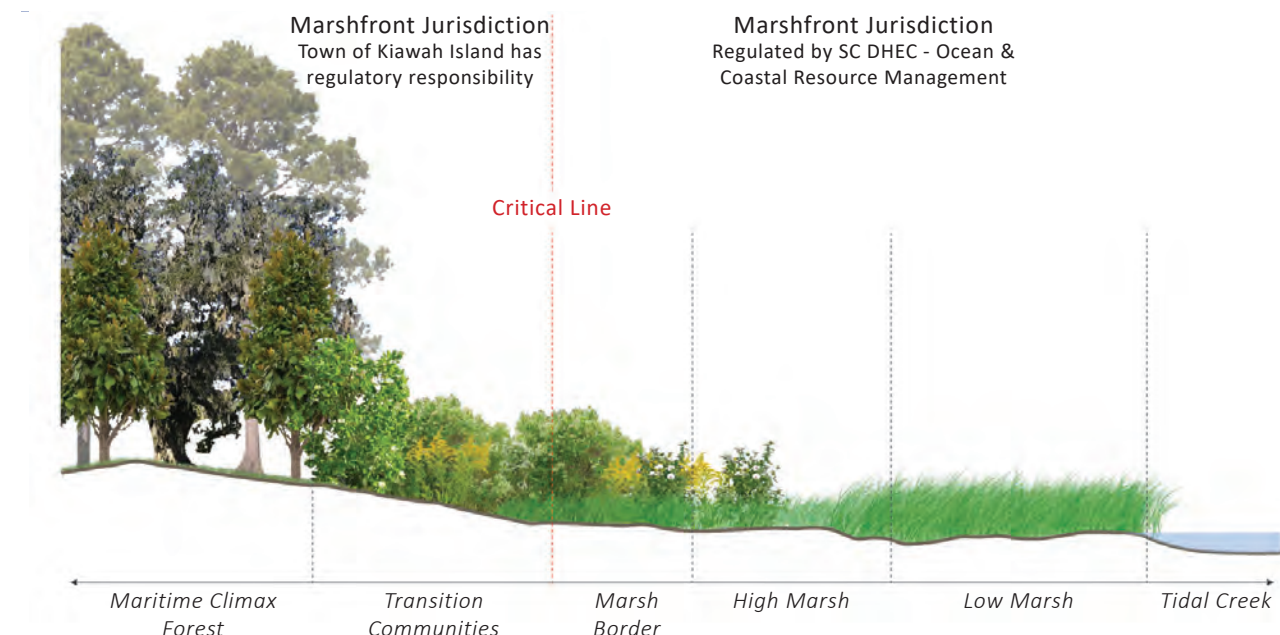 Marshfront Jurisdiction
Town of Kiawah Island has
regulatory responsibility
Marshfront Jurisdiction
Regulated by SC DHEC - Ocean &
Coastal Resource Management
Critical Line
Maritime Climax
Forest
Transition
Communities
Marsh
Border
High Marsh
Low Marsh
Tidal Creek